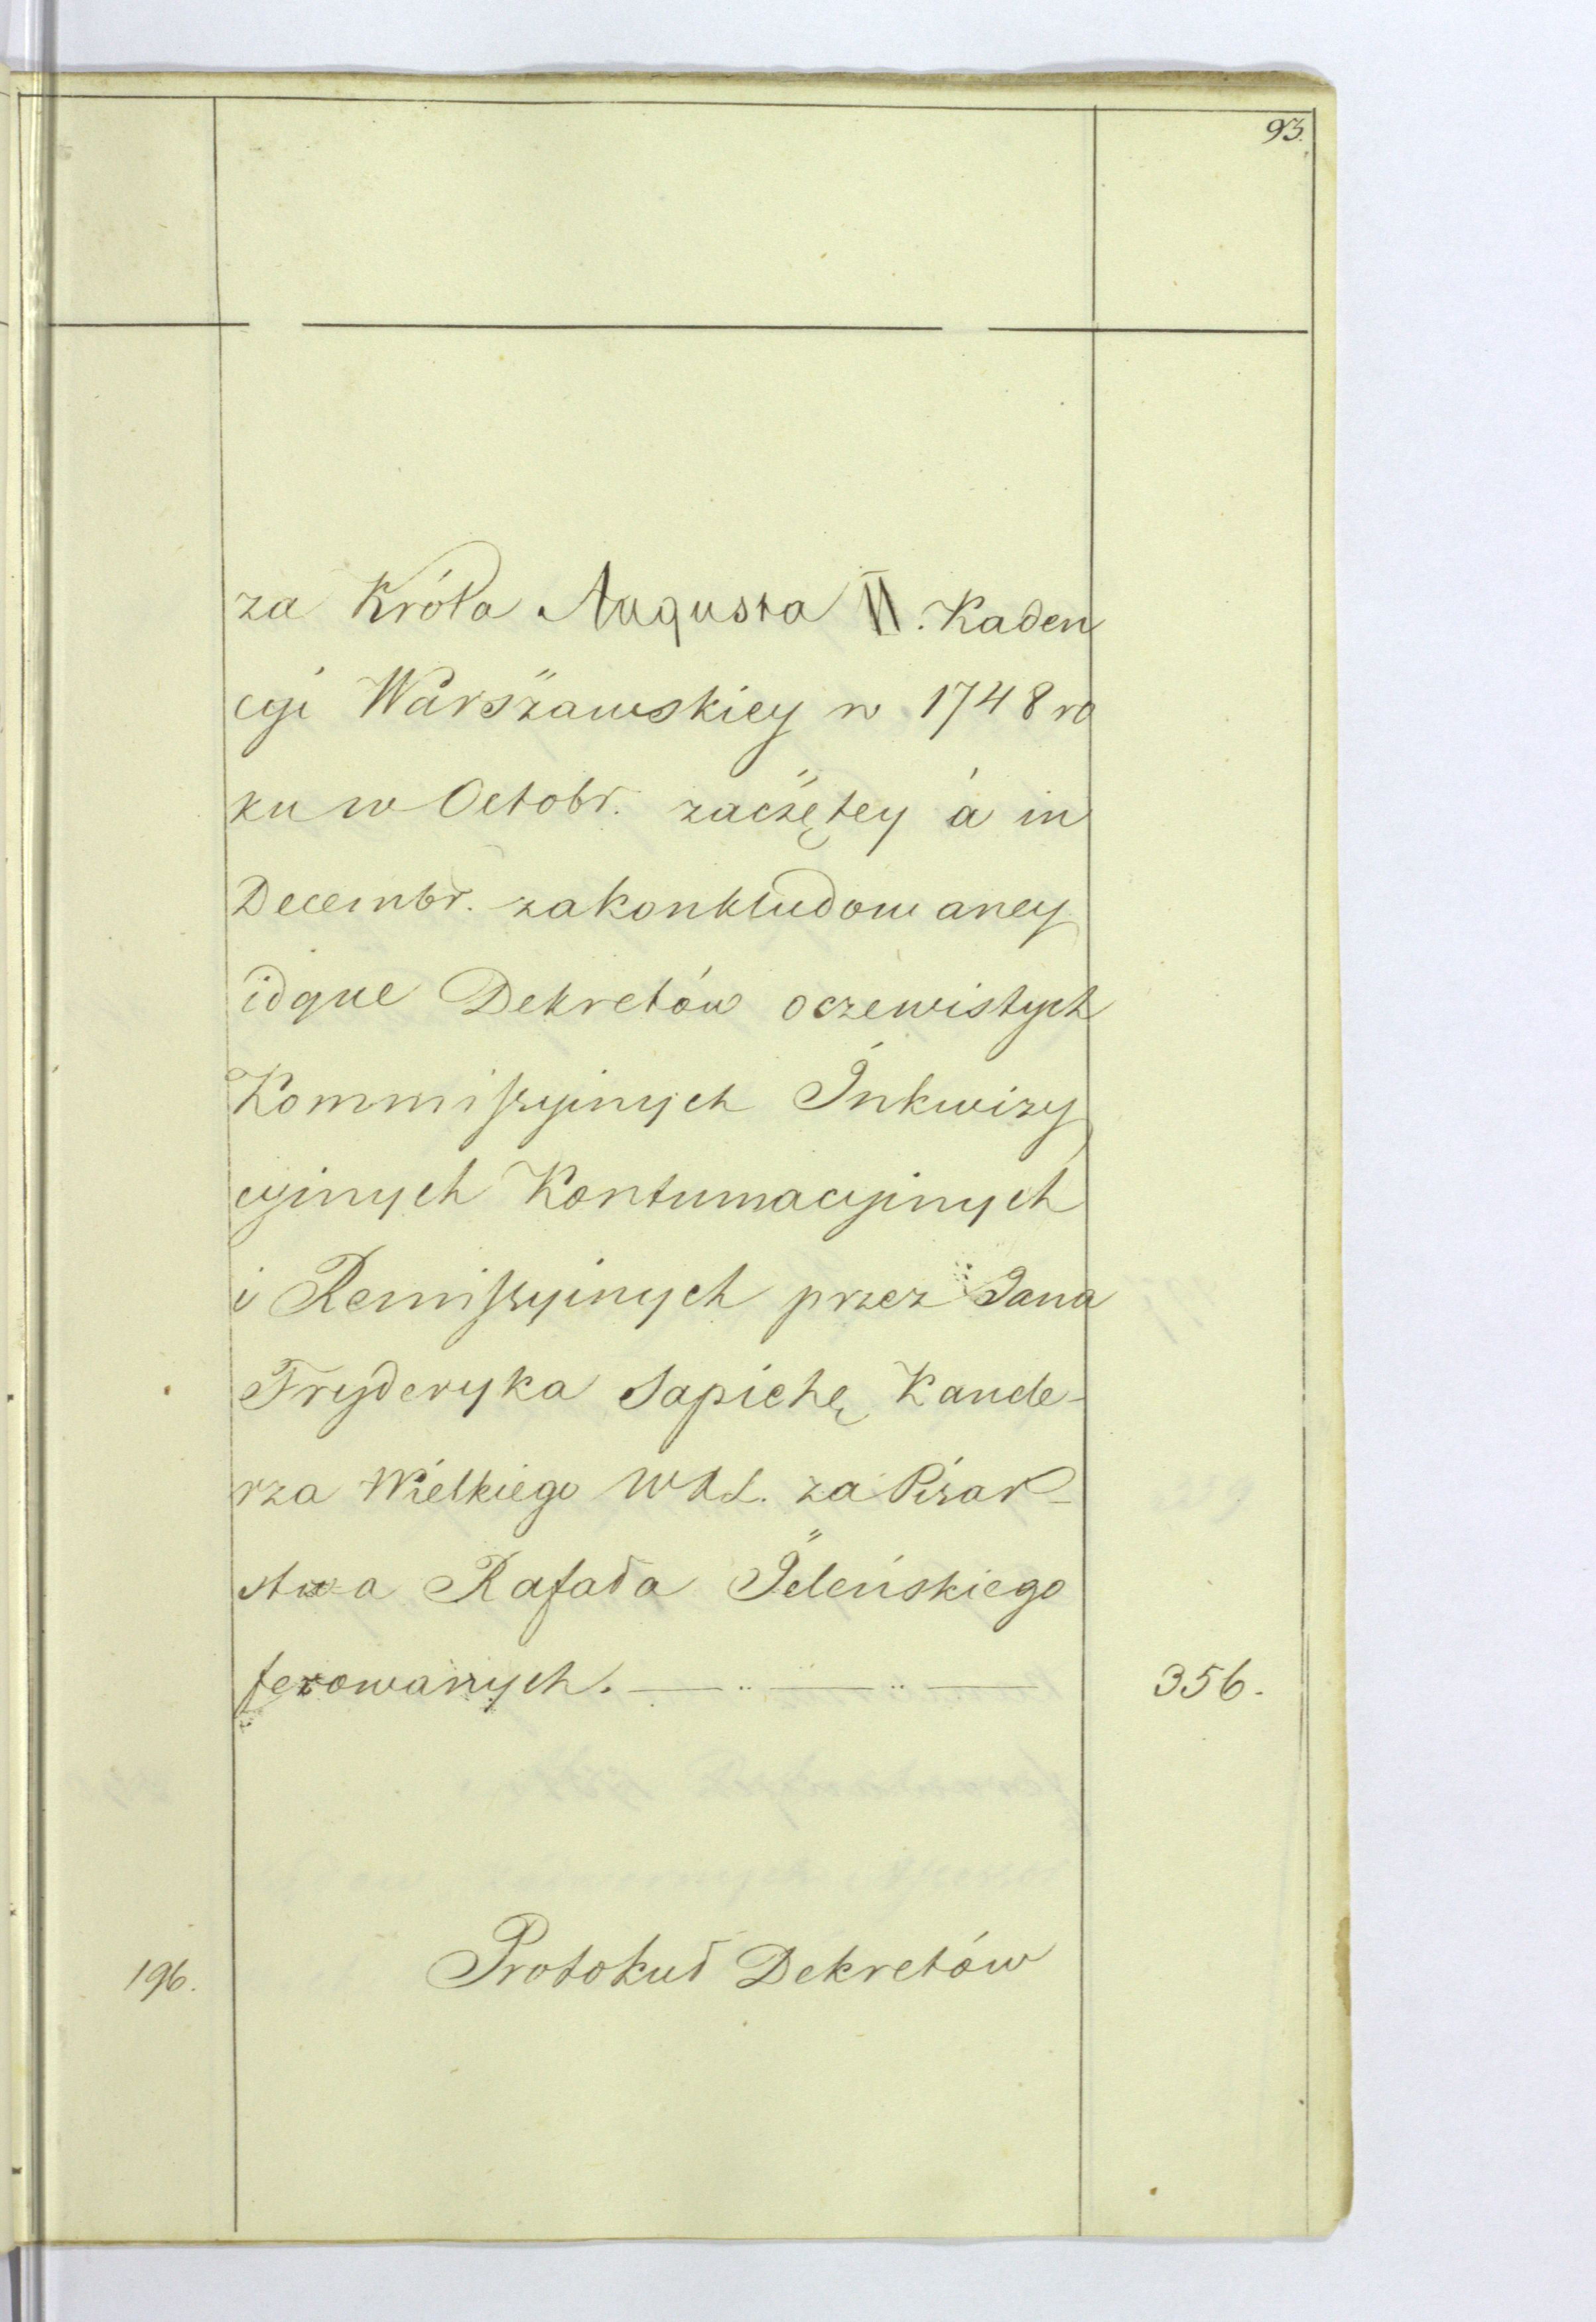 93.
za Króla Augusta II. Kaden
cyi Warszawskiey w 1748 ro
ku w Octobr. zaczętey á in
Decembr. zakonkludowaney
idque Dekretów oczewistych
Kommissyinych Inkwizy
cyinych Kontumacyinych
i Remissyinych przez Jana
Fryderyka Sapiehę Kancle-
rza Wielkiego WXL. za Pisar-
stwa Rafała Jeleńskiego
ferowanych. — .. — .. — 356.
196. Protokuł Dekretów